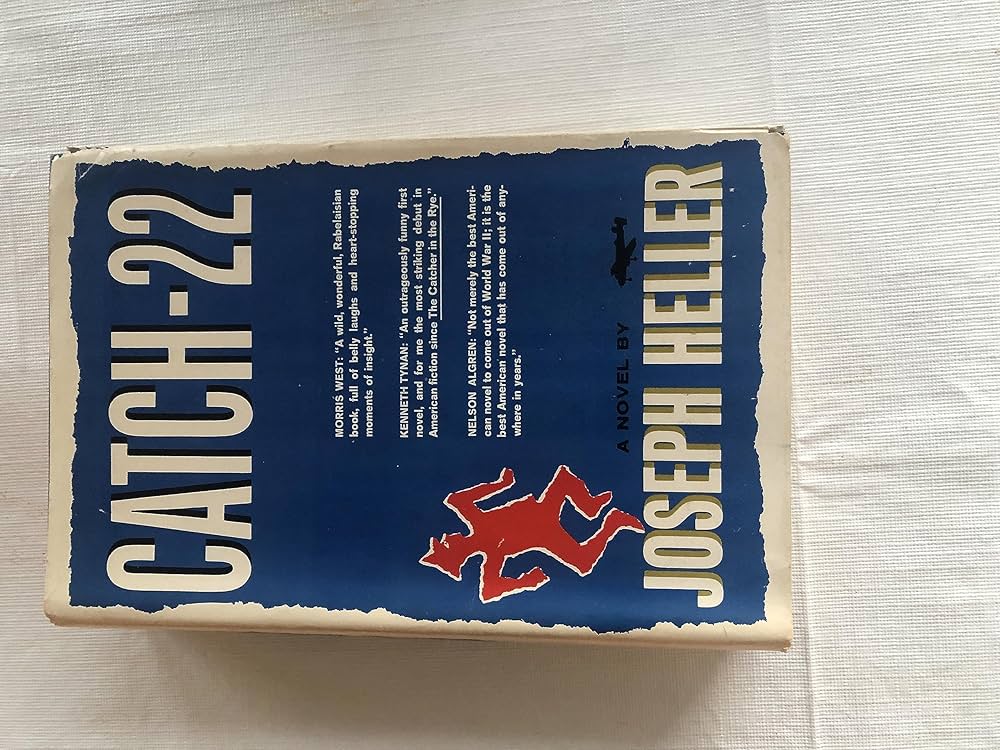 CATCH-22
MORRIS WEST: "A wild, wonderful, Rabelaisian
book, full of belly laughs and heart-stopping
moments of insight."
KENNETH TYNAN: "An outrageously funny first
novel, and for me the most striking debut in
American fiction since The Catcher in the Rye."
NELSON ALGREN: "Not merely the best Ameri-
can novel to come out of World War II; it is the
best American novel that has come out of any-
where in years."
A NOVEL BY
JOSEPH HELLER